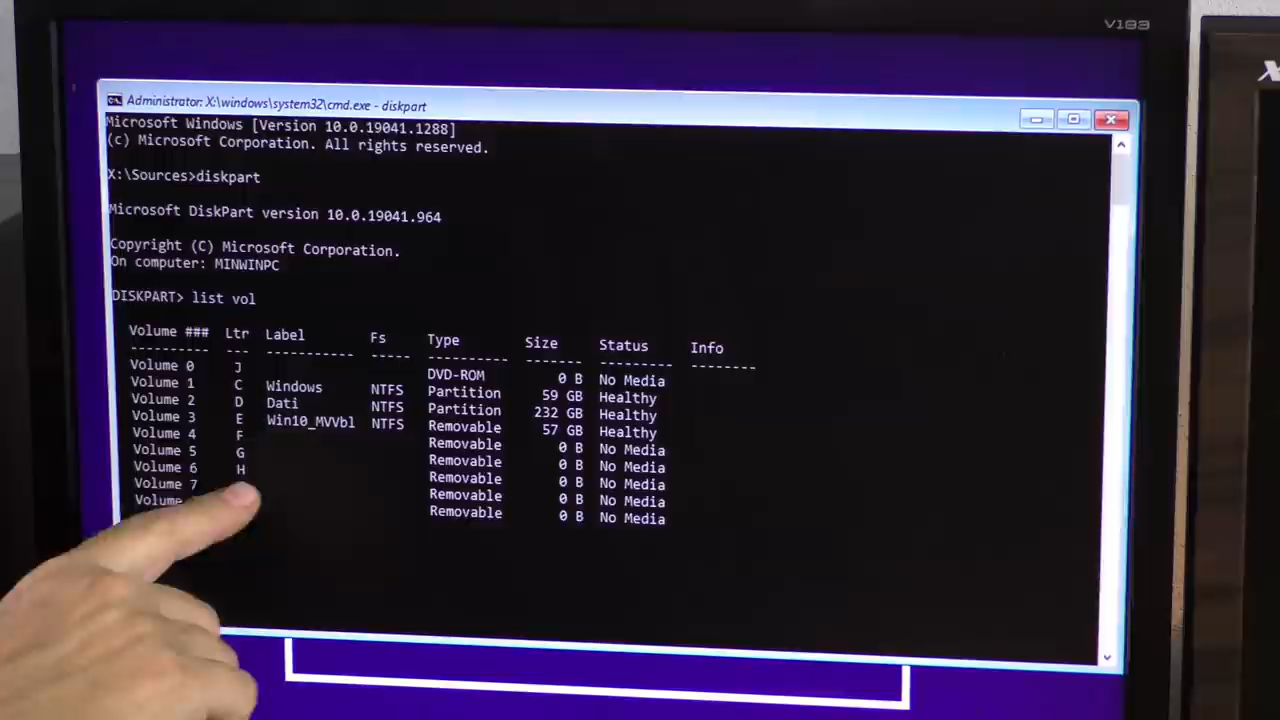 V193
Administrator: X:\windows\system32\cmd.exe - diskpart
Microsoft Windows [Version 10.0.19041.1288]
(c) Microsoft Corporation. All rights reserved.
X:\Sources>diskpart
Microsoft DiskPart version 10.0.19041.964
Copyright (C) Microsoft Corporation.
On computer: MINWINPC
DISKPART> list vol
Volume ### Ltr Label Fs Type Size Status Info
---------- --- ----------- ----- ---------- ------- --------- --------
Volume 0 J DVD-ROM 0 B No Media
Volume 1 C Windows NTFS Partition 59 GB Healthy
Volume 2 D Dati NTFS Partition 232 GB Healthy
Volume 3 E Win10_MVVbl NTFS Removable 57 GB Healthy
Volume 4 F Removable 0 B No Media
Volume 5 G Removable 0 B No Media
Volume 6 H Removable 0 B No Media
Volume 7 Removable 0 B No Media
Volume Removable 0 B No Media